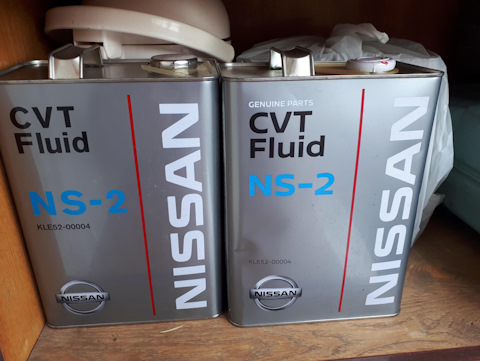 CVT
Fluid
NS-2
KLE52-00004
NISSAN
NISSAN
GENUINE PARTS
CVT
Fluid
NS-2
KLE52-00004
NISSAN
NISSAN